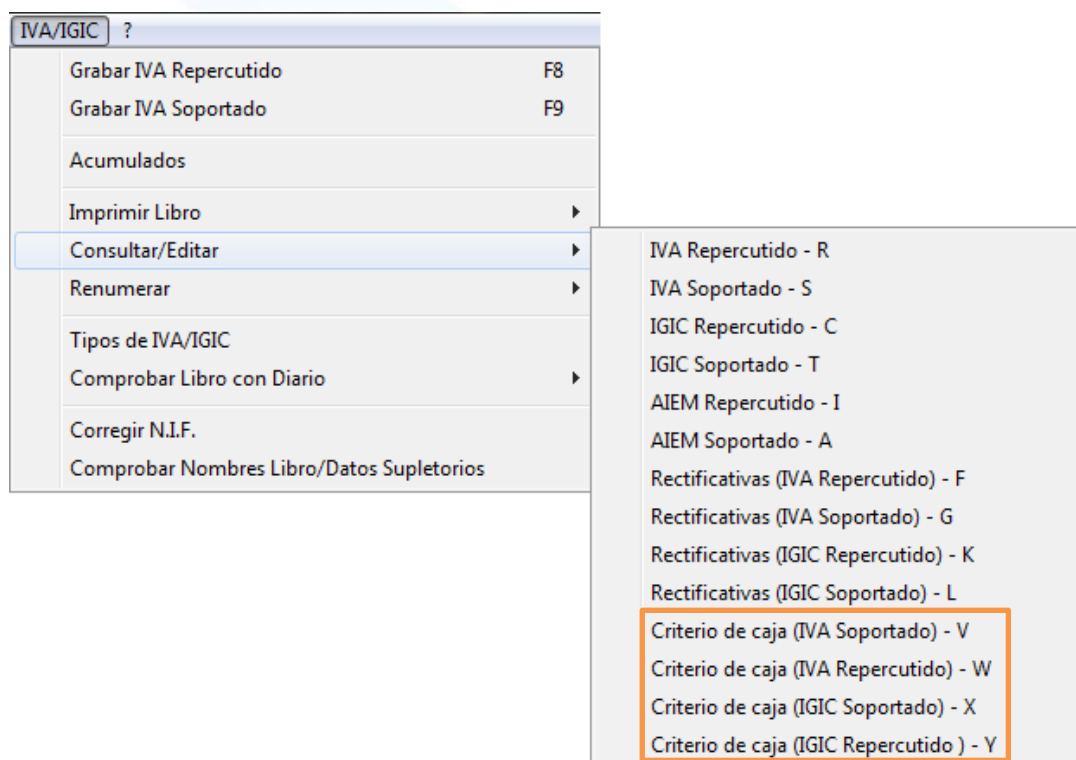 IVA/IGIC ?
Grabar IVA Repercutido F8
Grabar IVA Soportado F9
Acumulados
Imprimir Libro
Consultar/Editar
Renumerar
Tipos de IVA/IGIC
Comprobar Libro con Diario
Corregir N.I.F.
Comprobar Nombres Libro/Datos Supletorios
IVA Repercutido - R
IVA Soportado - S
IGIC Repercutido - C
IGIC Soportado - T
AIEM Repercutido - I
AIEM Soportado - A
Rectificativas (IVA Repercutido) - F
Rectificativas (IVA Soportado) - G
Rectificativas (IGIC Repercutido) - K
Rectificativas (IGIC Soportado) - L
Criterio de caja (IVA Soportado) - V
Criterio de caja (IVA Repercutido) - W
Criterio de caja (IGIC Soportado) - X
Criterio de caja (IGIC Repercutido ) - Y